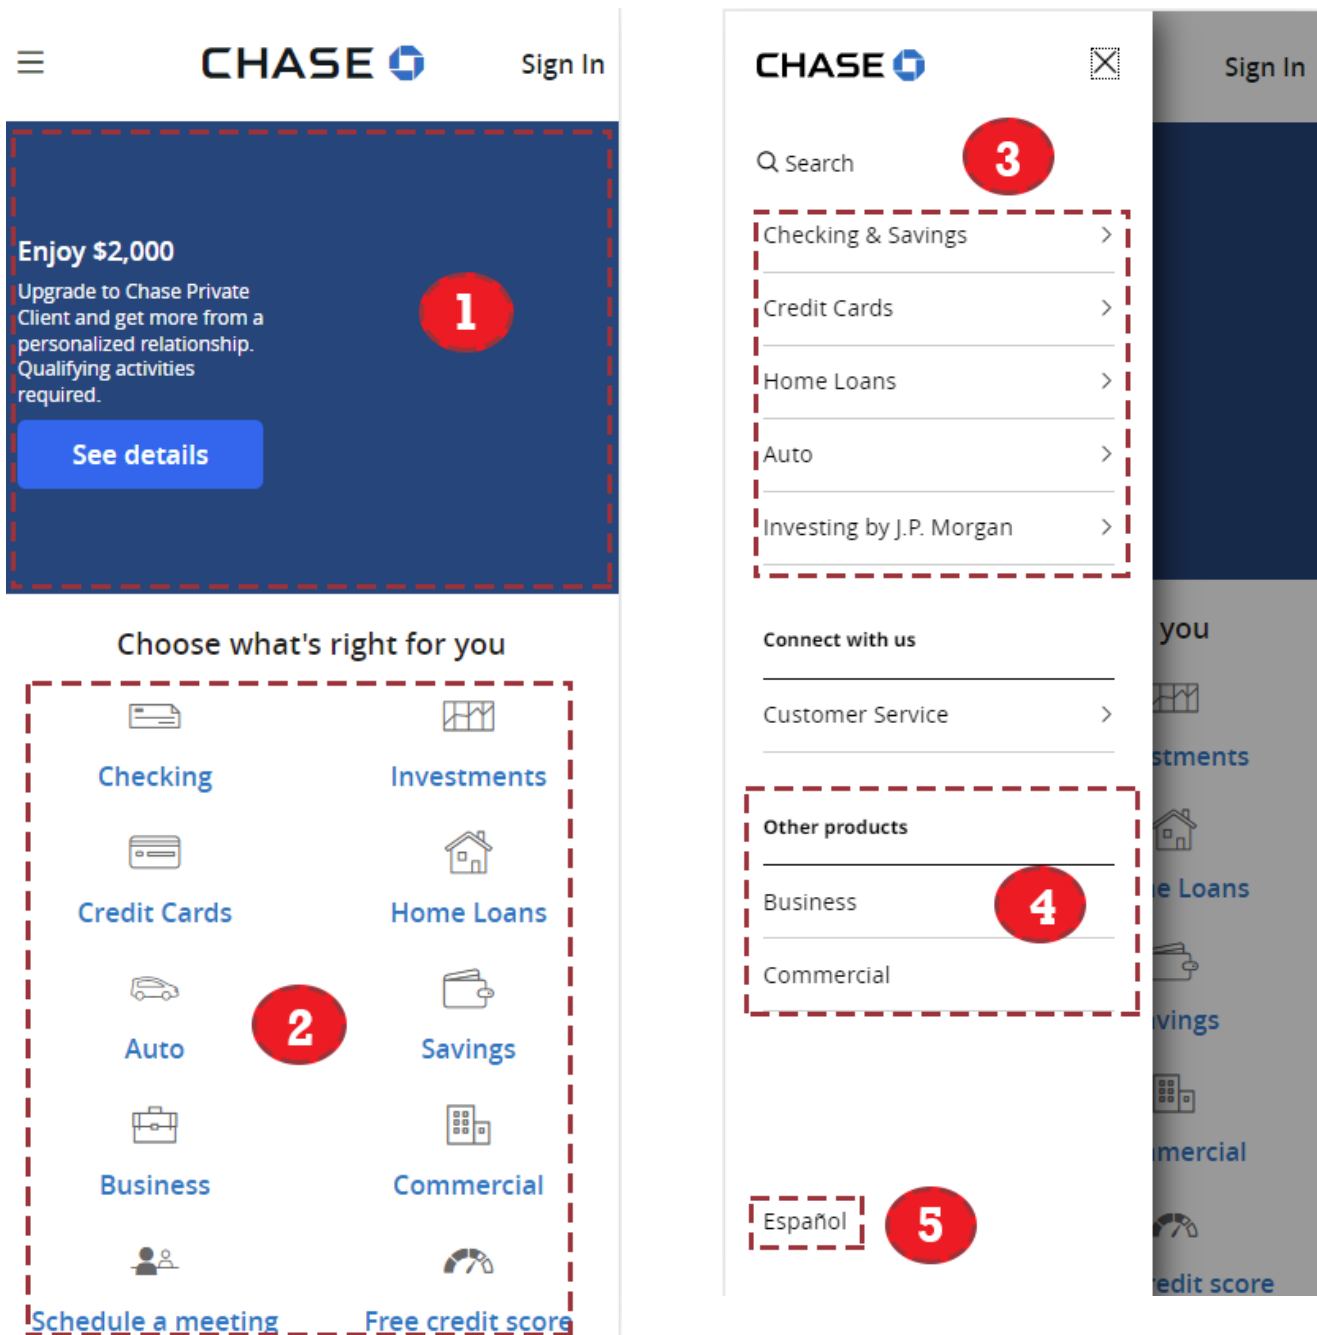 CHASE
Sign In
Enjoy $2,000
Upgrade to Chase Private
Client and get more from a
personalized relationship.
Qualifying activities
required.
See details
1
Choose what's right for you
Checking
Investments
Credit Cards
Home Loans
2
Auto
Savings
Business
Commercial
Schedule a meeting
Free credit score
CHASE
Sign In
Search
3
Checking & Savings
Credit Cards
Home Loans
Auto
Investing by J.P. Morgan
Connect with us
Customer Service
Other products
Business
4
Commercial
Español
5
you
stments
e Loans
vings
mercial
edit score